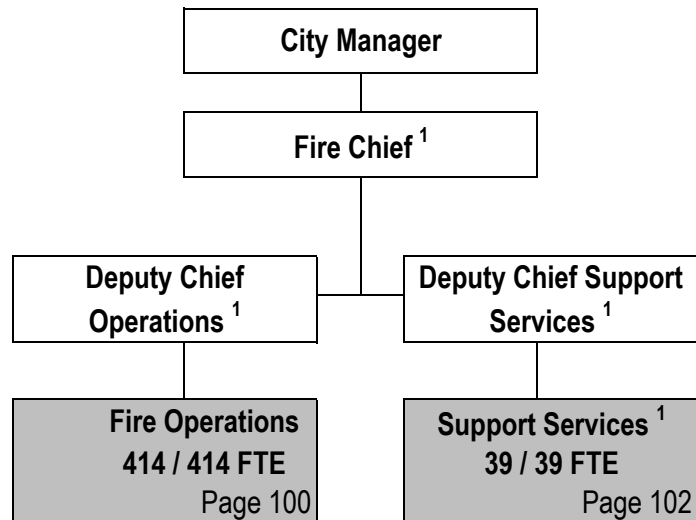 City Manager
Fire Chief 1
Deputy Chief
Operations 1
Deputy Chief Support
Services 1
Fire Operations
414 / 414 FTE
Page 100
Support Services 1
39 / 39 FTE
Page 102